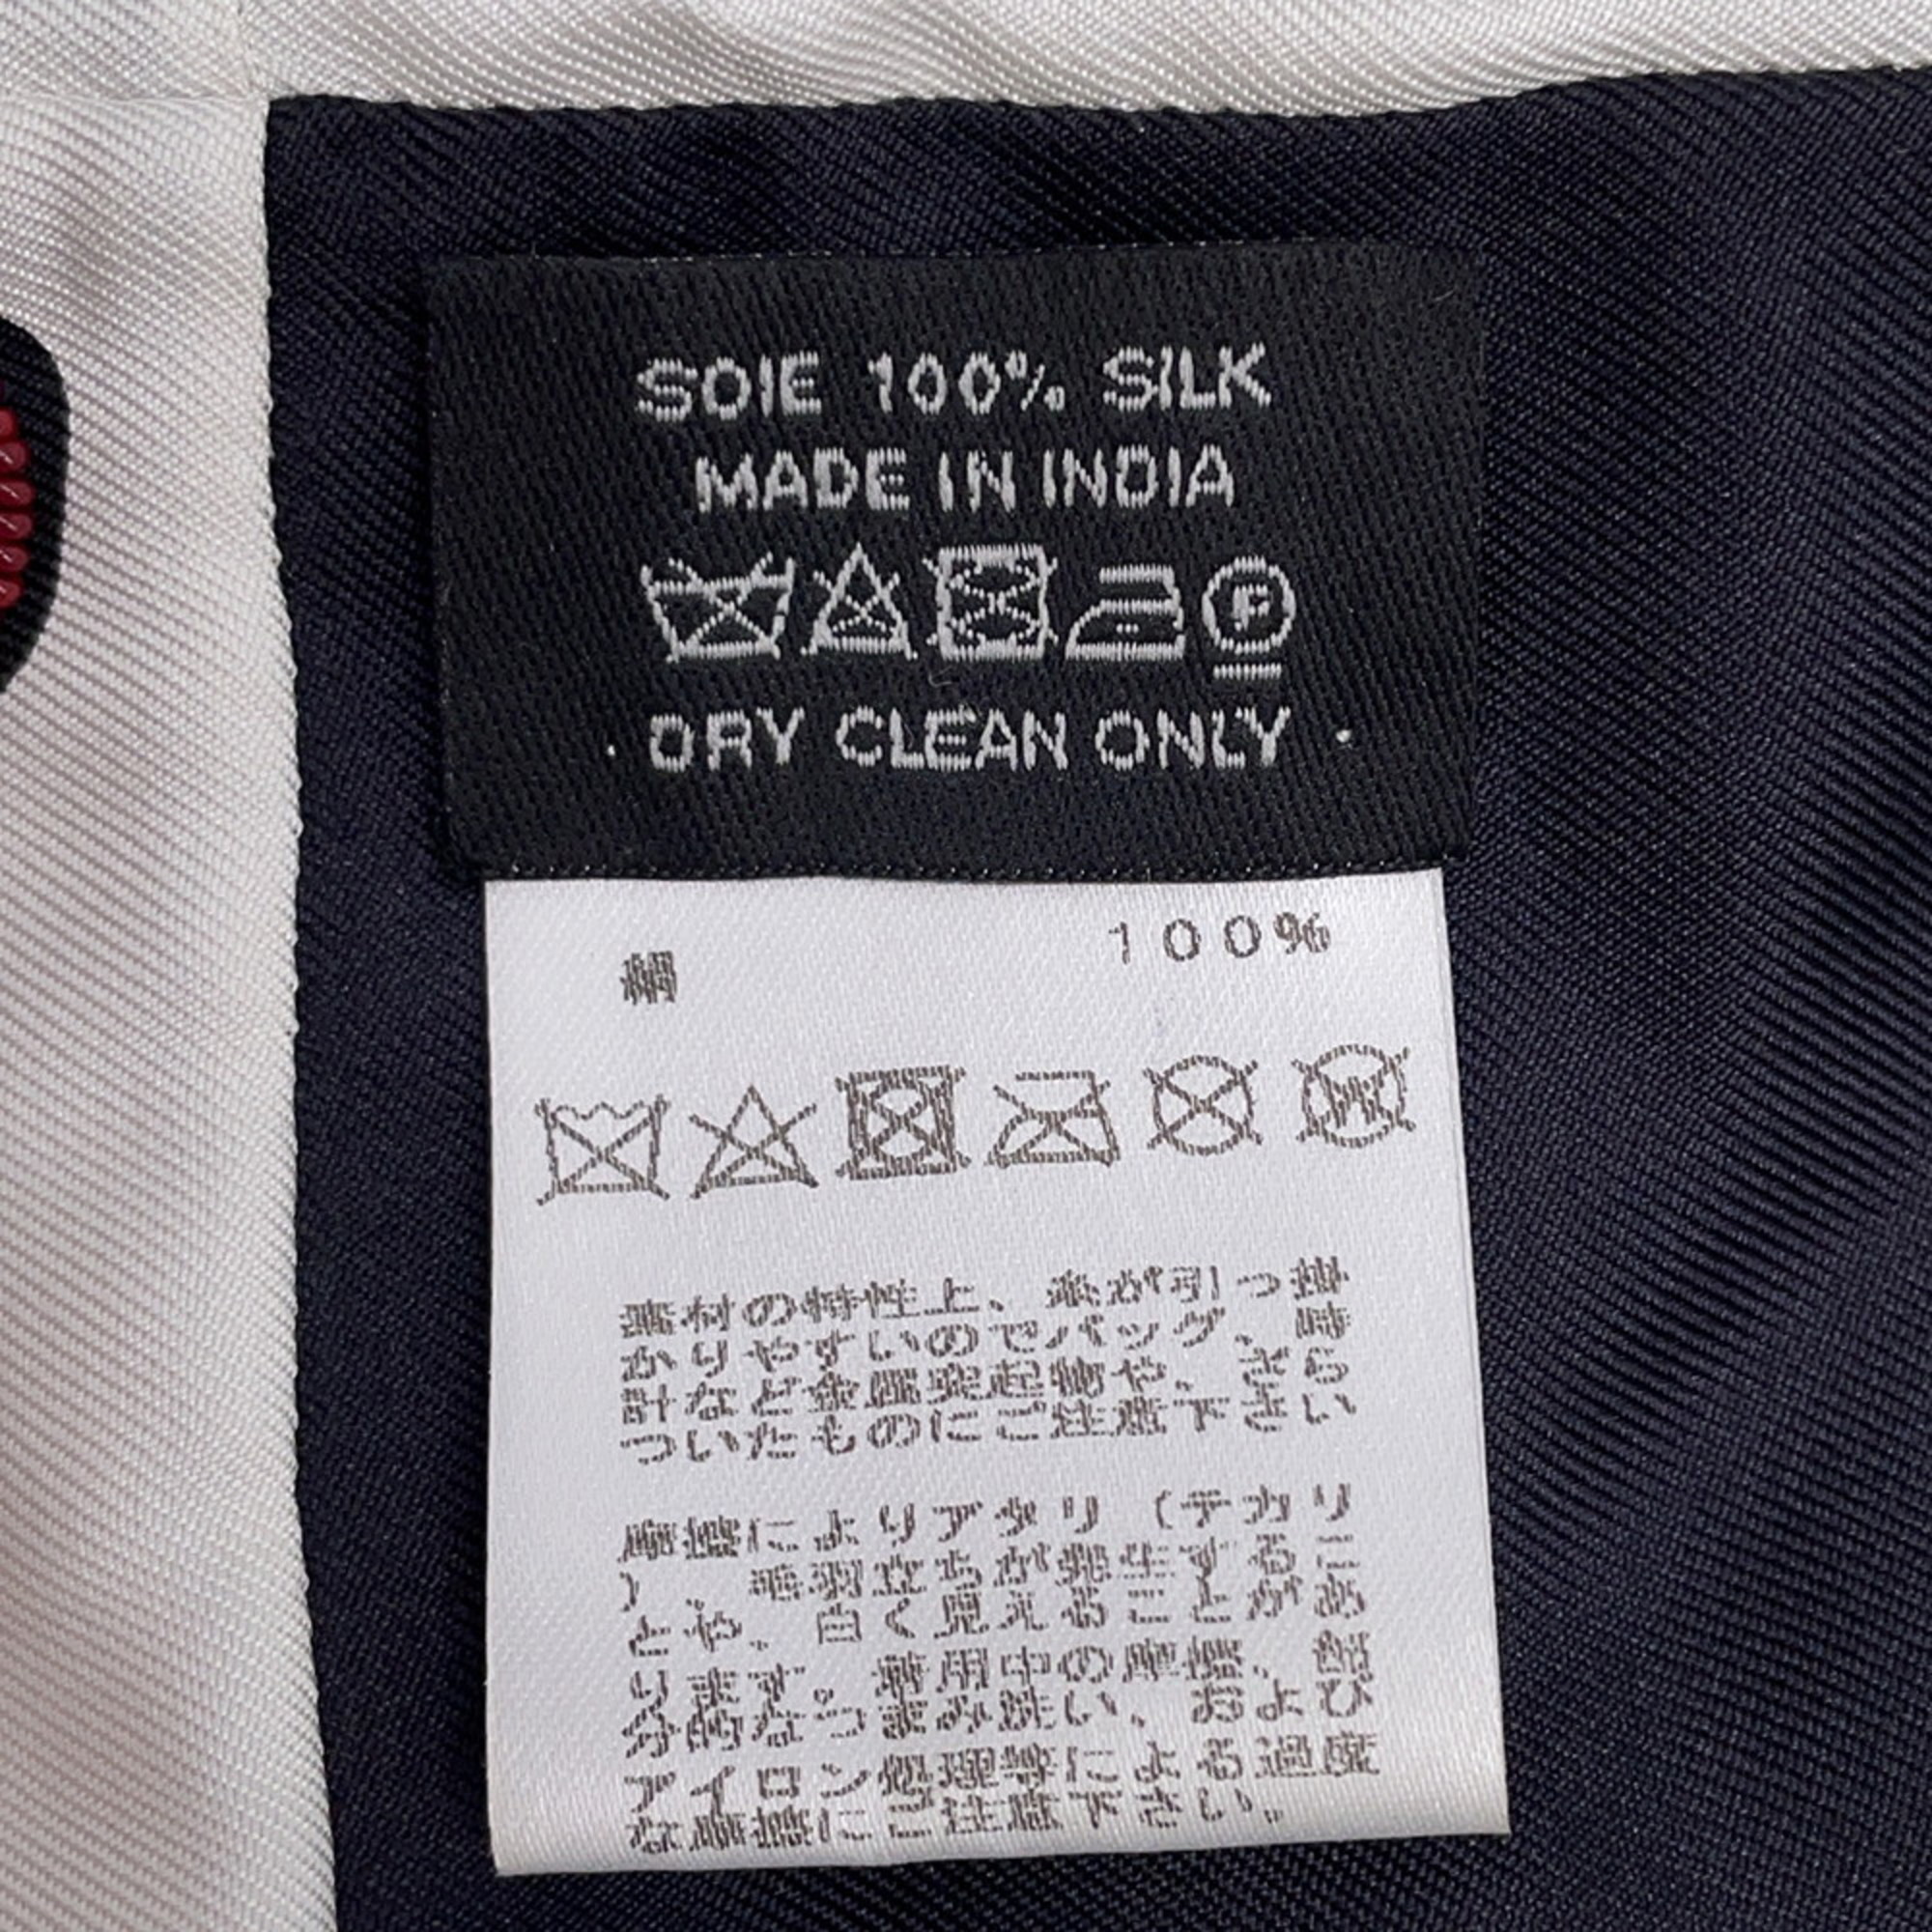 SOIE 100% SILK
MADE IN INDIA
F
· DRY CLEAN ONLY ·
100%
絹
W
素材の特性上、糸が引っ掛
かりやすいのでバッグ、時
計など金属突起物や、ざら
ついたものにご注意下さい
摩擦によりアタリ（テカリ
）、毛羽立ちが発生するこ
とや、白く見えることがあ
ります。着用中の摩擦、部
分的なつまみ洗い、および
アイロン処理等による過度
な摩擦にご注意下さい。